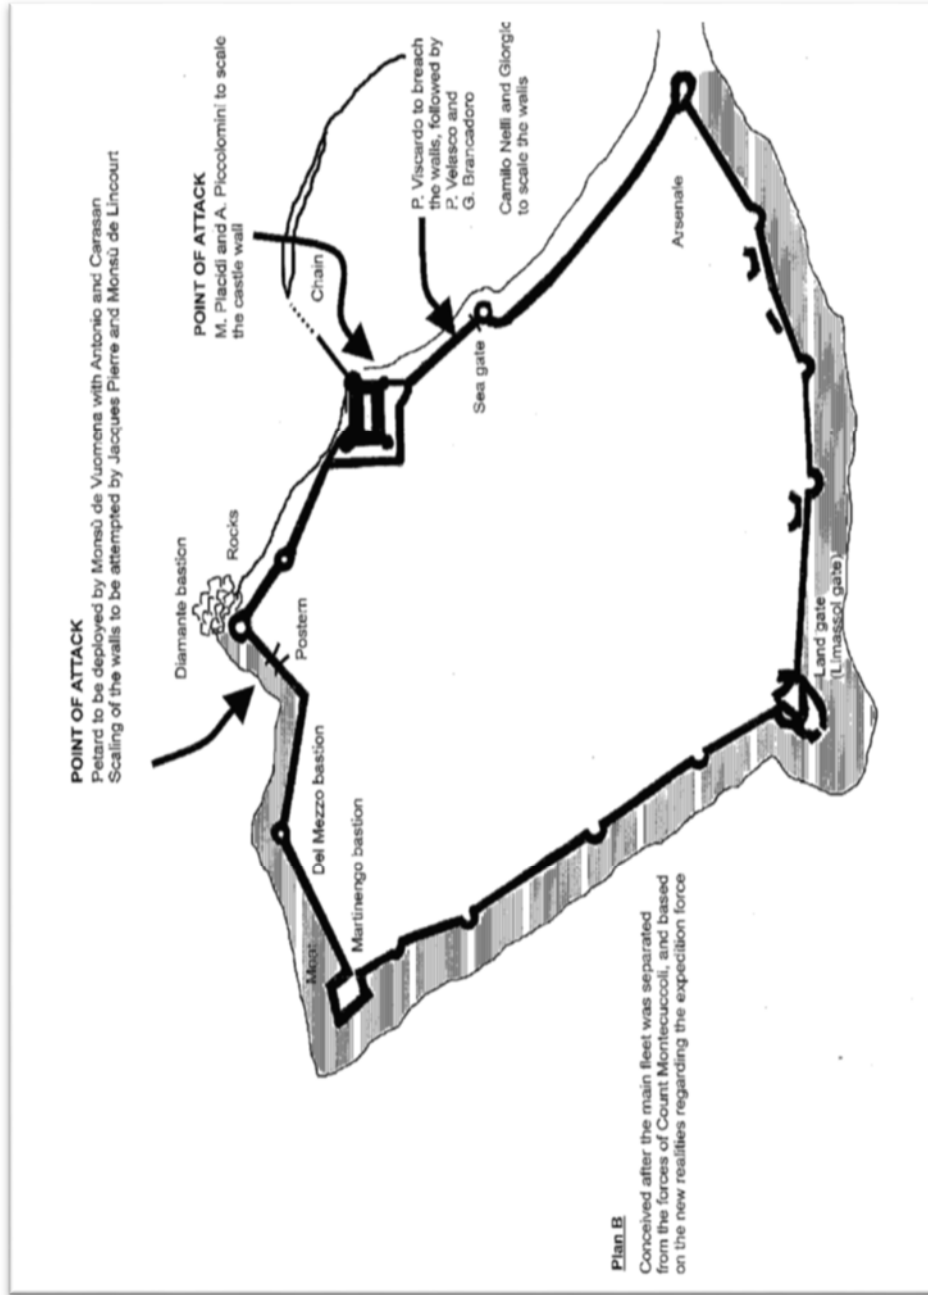 POINT OF ATTACK
Petard to be deployed by Monsù de Vuomena with Antonio and Carasan
Scaling of the walls to be attempted by Jacques Pierre and Monsù de Lincourt
Diamante bastion
Rocks
POINT OF ATTACK
M. Placidi and A. Piccolomini to scale
the castle wall
Chain
Postern
Moat
Del Mezzo bastion
Martinengo bastion
P. Viscardo to breach
the walls, followed by
P. Velasco and
G. Brancadoro
Camilo Nelli and Giorgio
to scale the walls
Sea gate
Arsenale
Land gate
(Limassol gate)
Plan B
Conceived after the main fleet was separated
from the forces of Count Montecuccoli, and based
on the new realities regarding the expedition force